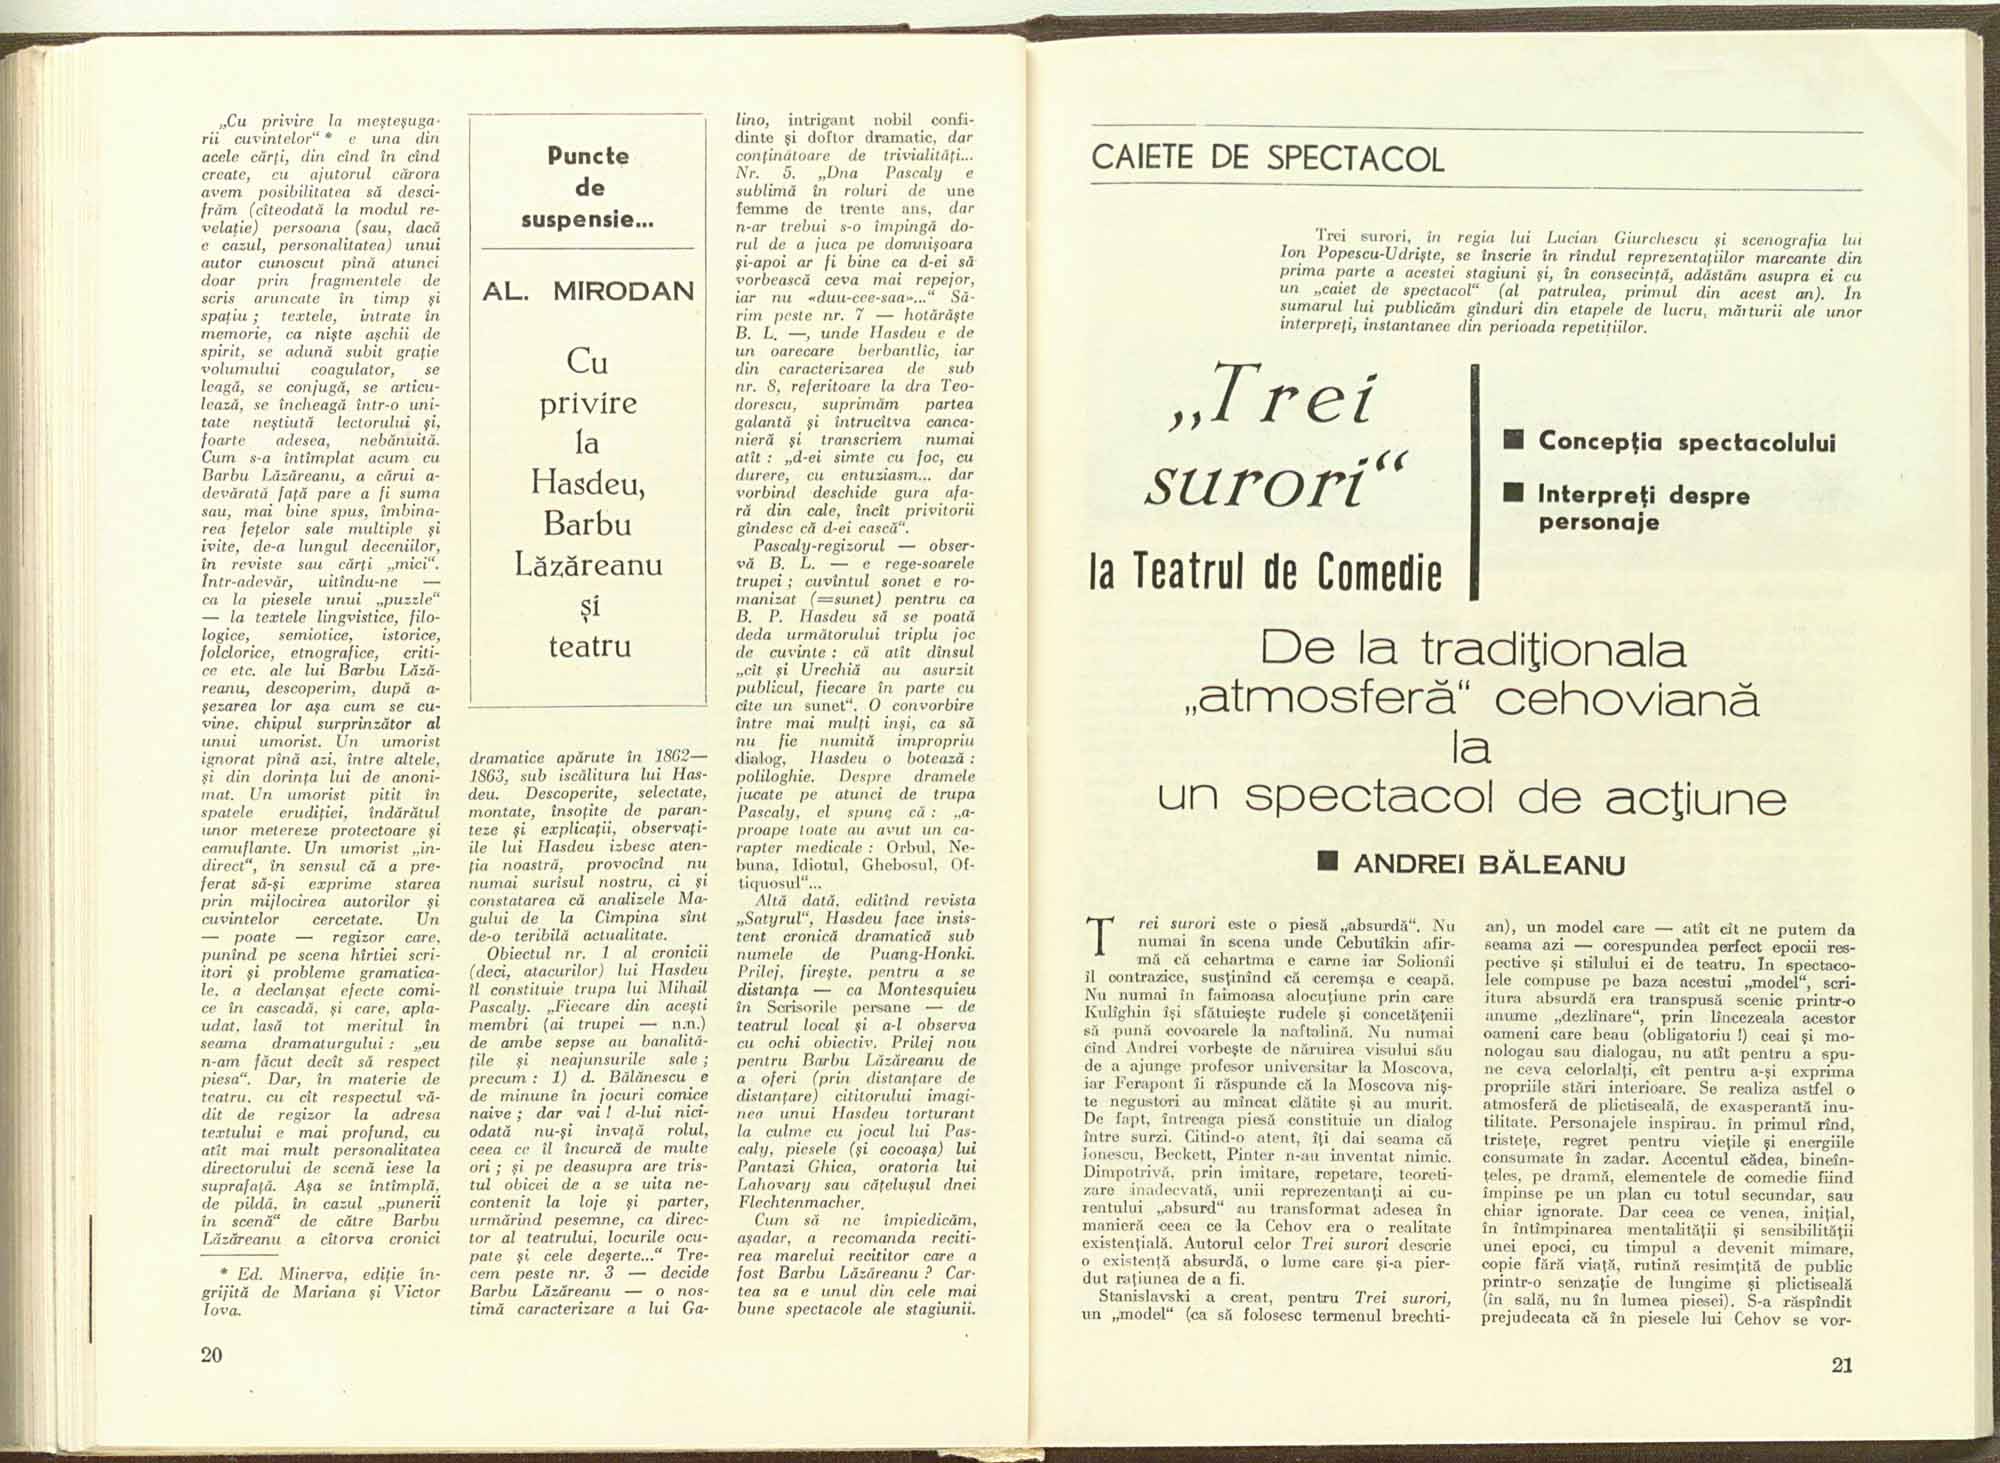 „Cu privire la meșteșuga-
rii cuvintelor“ * e una din
acele cărți, din cînd în cînd
create, cu ajutorul cărora
avem posibilitatea să desci-
frăm (cîteodată la modul re-
velație) persoana (sau, dacă
e cazul, personalitatea) unui
autor cunoscut pînă atunci
doar prin fragmentele de
scris aruncate în timp și
spațiu ; textele, intrate în
memorie, ca niște așchii de
spirit, se adună subit grație
volumului coagulator, se
leagă, se conjugă, se articu-
lează, se încheagă într-o uni-
tate neștiută lectorului și,
foarte adesea, nebănuită.
Cum s-a întîmplat acum cu
Barbu Lăzăreanu, a cărui a-
devărată față pare a fi suma
sau, mai bine spus, îmbina-
rea fețelor sale multiple și
ivite, de-a lungul deceniilor,
în reviste sau cărți „mici“.
Într-adevăr, uitîndu-ne —
ca la piesele unui „puzzle“
— la textele lingvistice, filo-
logice, semiotice, istorice,
folclorice, etnografice, criti-
ce etc. ale lui Barbu Lăză-
reanu, descoperim, după a-
șezarea lor așa cum se cu-
vine, chipul surprinzător al
unui umorist. Un umorist
ignorat pînă azi, între altele,
și din dorința lui de anoni-
mat. Un umorist pitit în
spatele erudiției, îndărătul
unor metereze protectoare și
camuflante. Un umorist „in-
direct“, în sensul că a pre-
ferat să-și exprime starea
prin mijlocirea autorilor și
cuvintelor cercetate. Un
— poate — regizor care,
punînd pe scena hîrtiei scri-
itori și probleme gramatica-
le, a declanșat efecte comi-
ce în cascadă, și care, apla-
udat, lasă tot meritul în
seama dramaturgului : „eu
n-am făcut decît să respect
piesa“. Dar, în materie de
teatru, cu cît respectul vă-
dit de regizor la adresa
textului e mai profund, cu
atît mai mult personalitatea
directorului de scenă iese la
suprafață. Așa se întîmplă,
de pildă, în cazul „punerii
în scenă“ de către Barbu
Lăzăreanu a cîtorva cronici
* Ed. Minerva, ediție în-
grijită de Mariana și Victor
Iova.
20
Puncte
de
suspensie...
AL. MIRODAN
Cu
privire
la
Hasdeu,
Barbu
Lăzăreanu
și
teatru
dramatice apărute în 1862—
1863, sub iscălitura lui Has-
deu. Descoperite, selectate,
montate, însoțite de paran-
teze și explicații, observați-
ile lui Hasdeu izbesc aten-
ția noastră, provocînd nu
numai surîsul nostru, ci și
constatarea că analizele Ma-
gului de la Cîmpina sînt
de-o teribilă actualitate.
Obiectul nr. 1 al cronicii
(deci, atacurilor) lui Hasdeu
îl constituie trupa lui Mihail
Pascaly. „Fiecare din acești
membri (ai trupei — n.n.)
de ambe sepse au banalită-
țile și neajunsurile sale ;
precum : 1) d. Bălănescu e
de minune în jocuri comice
naive ; dar vai ! d-lui nici-
odată nu-și învață rolul,
ceea ce îl încurcă de multe
ori ; și pe deasupra are tris-
tul obicei de a se uita ne-
contenit la loje și parter,
urmărind pesemne, ca direc-
tor al teatrului, locurile ocu-
pate și cele deșerte...“ Tre-
cem peste nr. 3 — decide
Barbu Lăzăreanu — o nos-
timă caracterizare a lui Ga-
lino, intrigant nobil confi-
dinte și doftor dramatic, dar
conținătoare de trivialități...
Nr. 5. „Dna Pascaly e
sublimă în roluri de une
femme de trente ans, dar
n-ar trebui s-o împingă do-
rul de a juca pe domnișoara
și-apoi ar fi bine ca d-ei să
vorbească ceva mai repejor,
iar nu «duu-cee-saa»...“ Să-
rim peste nr. 7 — hotărăște
B. L. —, unde Hasdeu e de
un oarecare berbantlic, iar
din caracterizarea de sub
nr. 8, referitoare la dra Teo-
dorescu, suprimăm partea
galantă și întrucîtva canca-
nieră și transcriem numai
atît : „d-ei simte cu foc, cu
durere, cu entuziasm... dar
vorbind deschide gura afa-
ră din cale, încît privitorii
gîndesc că d-ei cască“.
Pascaly-regizorul — obser-
vă B. L. — e rege-soarele
trupei ; cuvîntul sonet e ro-
manizat (=sunet) pentru ca
B. P. Hasdeu să se poată
deda următorului triplu joc
de cuvinte : că atît dînsul
„cît și Urechiă au asurzit
publicul, fiecare în parte cu
cîte un sunet“. O convorbire
între mai mulți inși, ca să
nu fie numită impropriu
dialog, Hasdeu o botează :
poliloghie. Despre dramele
jucate pe atunci de trupa
Pascaly, el spune că : „a-
proape toate au avut un ca-
rapter medicale : Orbul, Ne-
buna, Idiotul, Ghebosul, Of-
tiquosul“...
Altă dată, editînd revista
„Satyrul“, Hasdeu face insis-
tent cronică dramatică sub
numele de Puang-Honki.
Prilej, firește, pentru a se
distanța — ca Montesquieu
în Scrisorile persane — de
teatrul local și a-l observa
cu ochi obiectiv. Prilej nou
pentru Barbu Lăzăreanu de
a oferi (prin distanțare de
distanțare) cititorului imagi-
nea unui Hasdeu torturant
la culme cu jocul lui Pas-
caly, piesele (și cocoașa) lui
Pantazi Ghica, oratoria lui
Lahovary sau cățelușul dnei
Flechtenmacher.
Cum să ne împiedicăm,
așadar, a recomanda reciti-
rea marelui recititor care a
fost Barbu Lăzăreanu ? Car-
tea sa e unul din cele mai
bune spectacole ale stagiunii.
CAIETE DE SPECTACOL
Trei surori, în regia lui Lucian Giurchescu și scenografia lui
Ion Popescu-Udriște, se înscrie în rîndul reprezentațiilor marcante din
prima parte a acestei stagiuni și, în consecință, adăstăm asupra ei cu
un „caiet de spectacol“ (al patrulea, primul din acest an). În
sumarul lui publicăm gînduri din etapele de lucru, mărturii ale unor
interpreți, instantanee din perioada repetițiilor.
„Trei
surori“
la Teatrul de Comedie
■ Concepția spectacolului
■ Interpreți despre
personaje
De la tradiționala
„atmosferă“ cehoviană
la
un spectacol de acțiune
■ ANDREI BĂLEANU
Trei surori este o piesă „absurdă“. Nu
numai în scena unde Cebutîkin afir-
mă că cehartma e carne iar Solionîi
îl contrazice, susținînd că ceremșa e ceapă.
Nu numai în faimoasa alocuțiune prin care
Kulîghin își sfătuiește rudele și concetățenii
să pună covoarele la naftalină. Nu numai
cînd Andrei vorbește de năruirea visului său
de a ajunge profesor universitar la Moscova,
iar Ferapont îi răspunde că la Moscova niș-
te negustori au mîncat clătite și au murit.
De fapt, întreaga piesă constituie un dialog
între surzi. Citind-o atent, îți dai seama că
Ionescu, Beckett, Pinter n-au inventat nimic.
Dimpotrivă, prin imitare, repetare, teoreti-
zare inadecvată, unii reprezentanți ai cu-
rentului „absurd“ au transformat adesea în
manieră ceea ce la Cehov era o realitate
existențială. Autorul celor Trei surori descrie
o existență absurdă, o lume care și-a pier-
dut rațiunea de a fi.
Stanislavski a creat, pentru Trei surori,
un „model“ (ca să folosesc termenul brechti-
an), un model care — atît cît ne putem da
seama azi — corespundea perfect epocii res-
pective și stilului ei de teatru. În spectaco-
lele compuse pe baza acestui „model“, scri-
itura absurdă era transpusă scenic printr-o
anume „dezlînare“, prin lîncezeala acestor
oameni care beau (obligatoriu !) ceai și mo-
nologau sau dialogau, nu atît pentru a spu-
ne ceva celorlalți, cît pentru a-și exprima
propriile stări interioare. Se realiza astfel o
atmosferă de plictiseală, de exasperantă inu-
tilitate. Personajele inspirau, în primul rînd,
tristețe, regret pentru viețile și energiile
consumate în zadar. Accentul cădea, bineîn-
țeles, pe dramă, elementele de comedie fiind
împinse pe un plan cu totul secundar, sau
chiar ignorate. Dar ceea ce venea, inițial,
în întîmpinarea mentalității și sensibilității
unei epoci, cu timpul a devenit mimare,
copie fără viață, rutină resimțită de public
printr-o senzație de lungime și plictiseală
(în sală, nu în lumea piesei). S-a răspîndit
prejudecata că în piesele lui Cehov se vor-
21